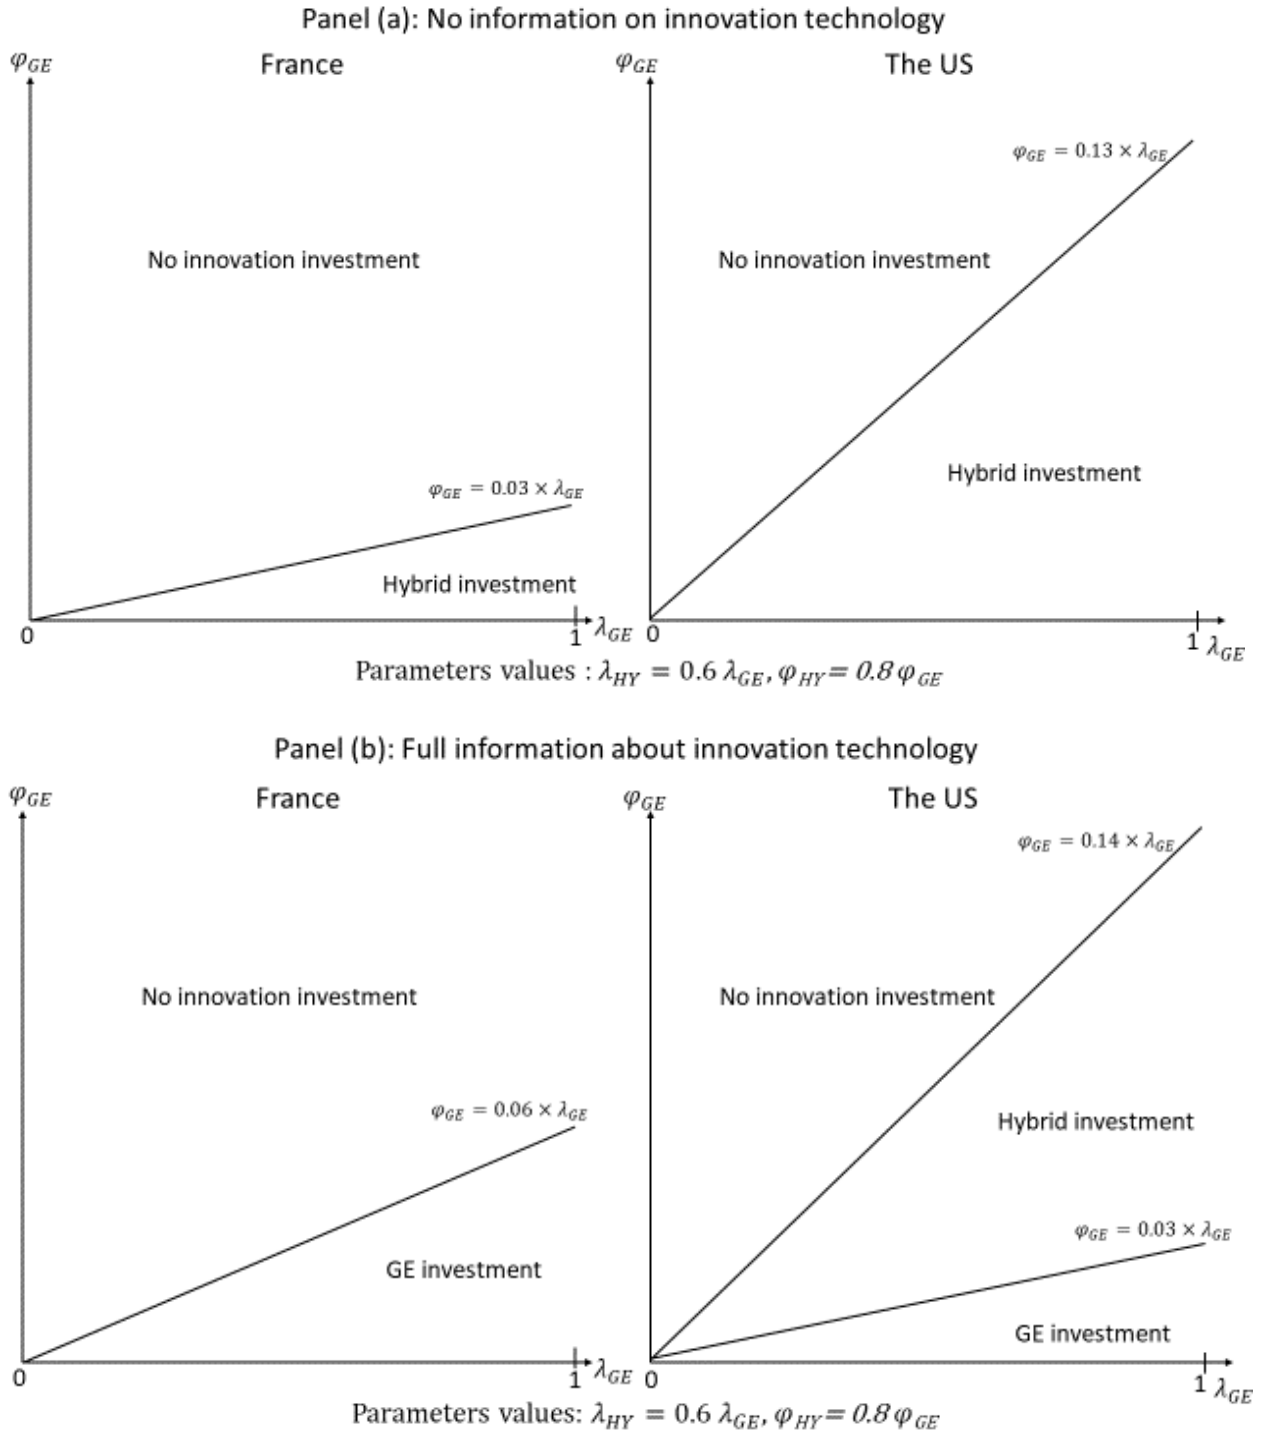 Panel (a): No information on innovation technology
France
The US
φGE
φGE
φGE = 0.13 × λGE
No innovation investment
No innovation investment
Hybrid investment
φGE = 0.03 × λGE
Hybrid investment
0
1
λGE
0
1
λGE
Parameters values : λHY = 0.6 λGE, φHY= 0.8 φGE
Panel (b): Full information about innovation technology
France
The US
φGE
φGE
φGE = 0.14 × λGE
No innovation investment
No innovation investment
φGE = 0.06 × λGE
Hybrid investment
φGE = 0.03 × λGE
GE investment
GE investment
0
1
λGE
0
1
λGE
Parameters values: λHY = 0.6 λGE, φHY= 0.8 φGE